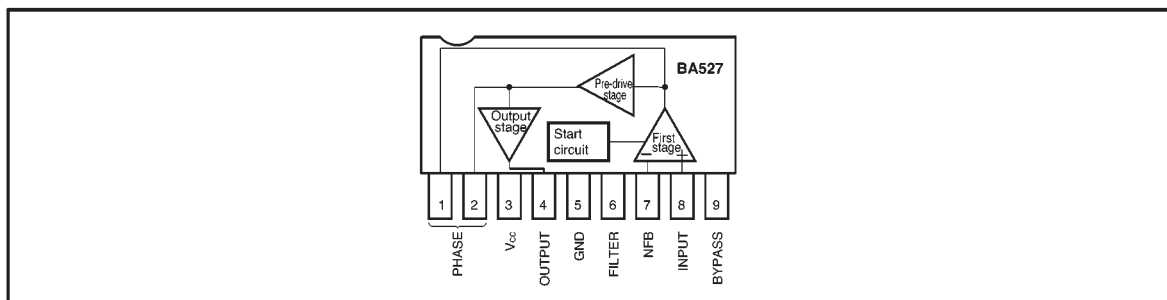 BA527
Pre-drive
stage
Output
stage
Start
circuit
First
stage
− +
1 2 3 4 5 6 7 8 9
PHASE
Vcc
OUTPUT
GND
FILTER
NFB
INPUT
BYPASS